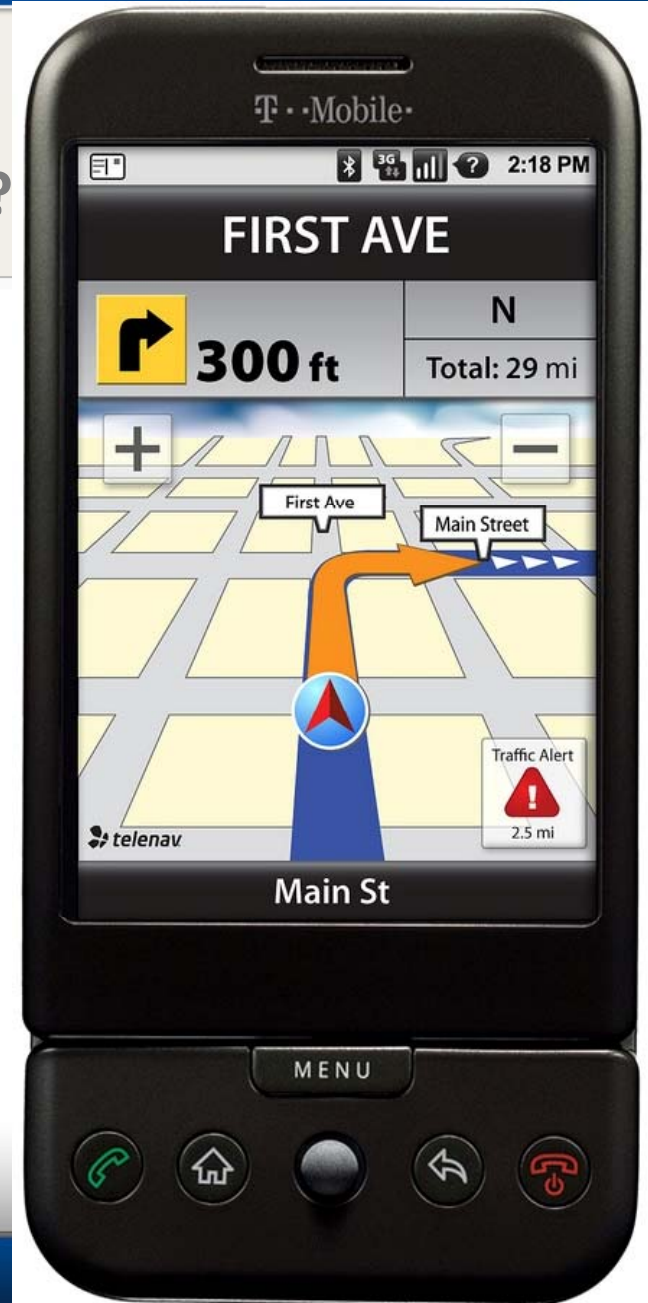 ?
T··Mobile·
3G ? 2:18 PM
FIRST AVE
300 ft
N
Total: 29 mi
+
−
First Ave
Main Street
Traffic Alert
!
2.5 mi
telenav
Main St
MENU